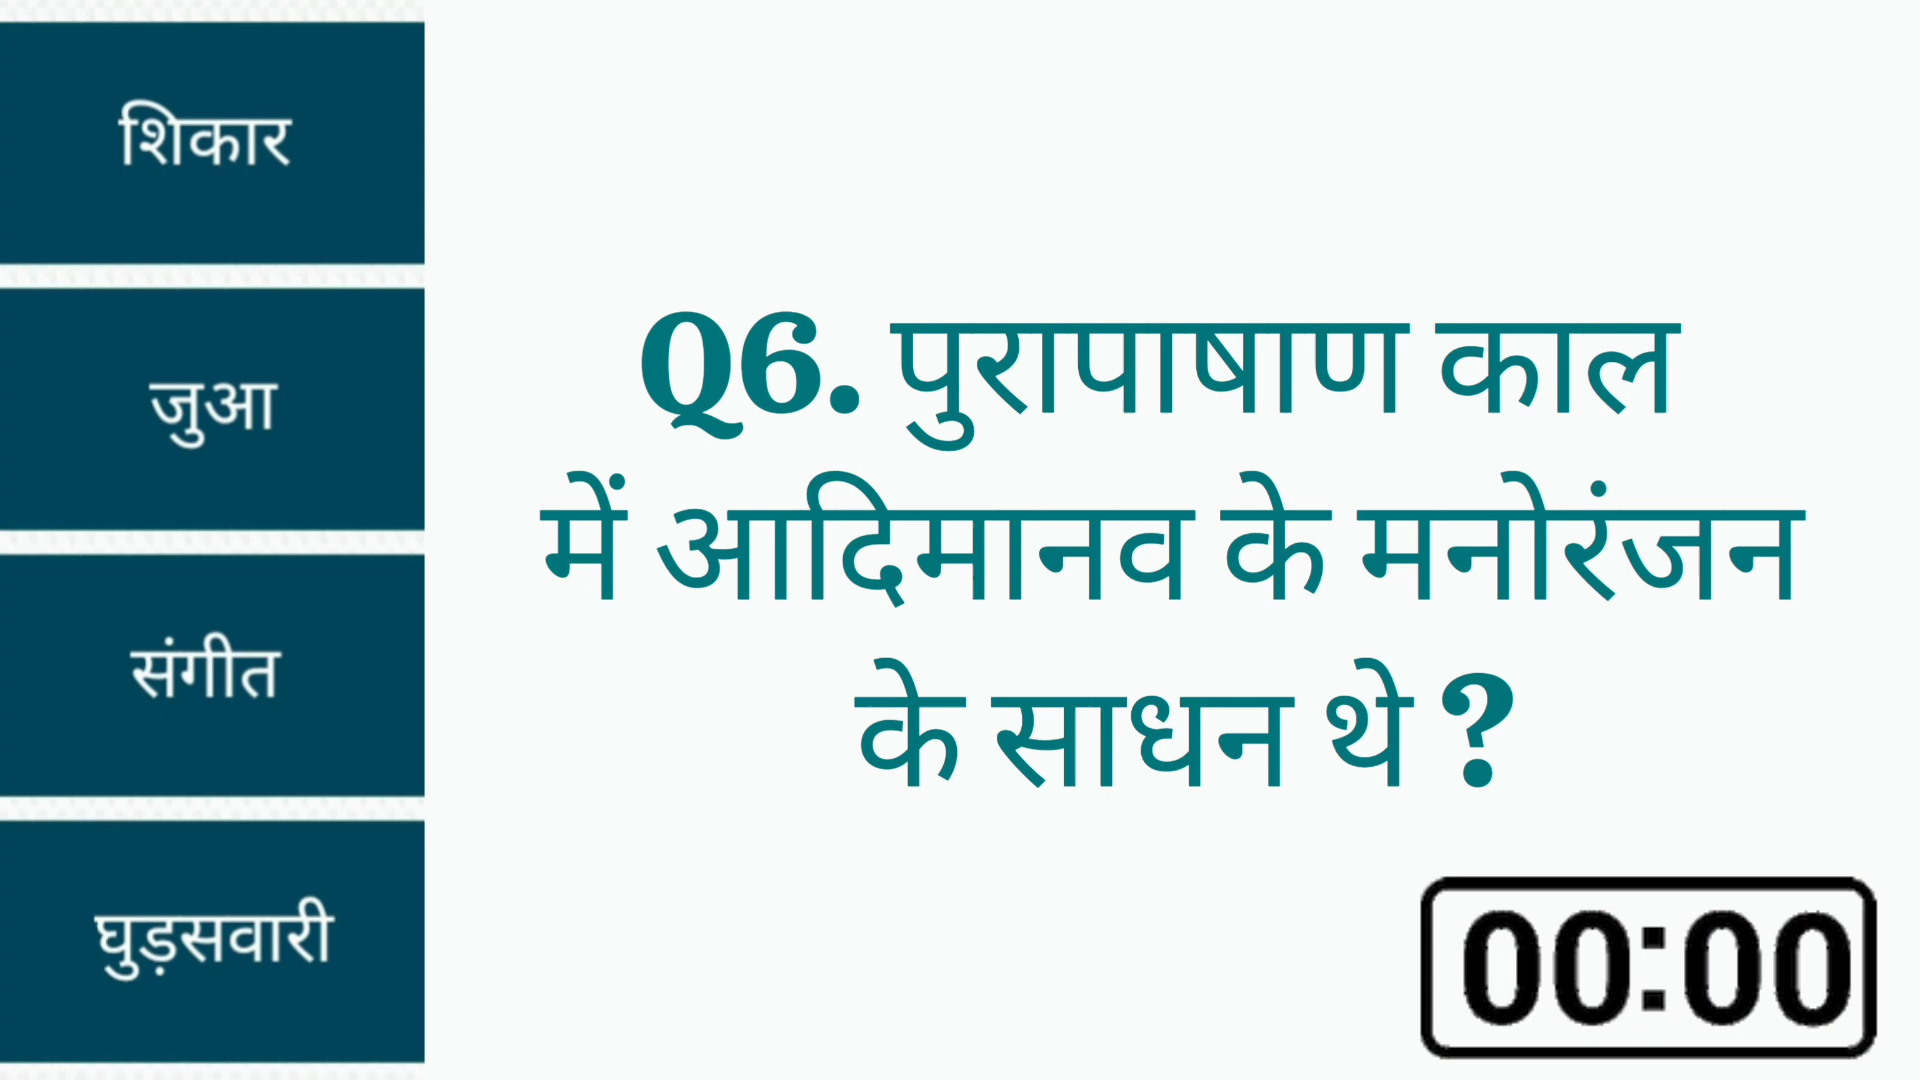 शिकार
जुआ
संगीत
घुड़सवारी
Q6. पुरापाषाण काल
में आदिमानव के मनोरंजन
के साधन थे ?
00:00